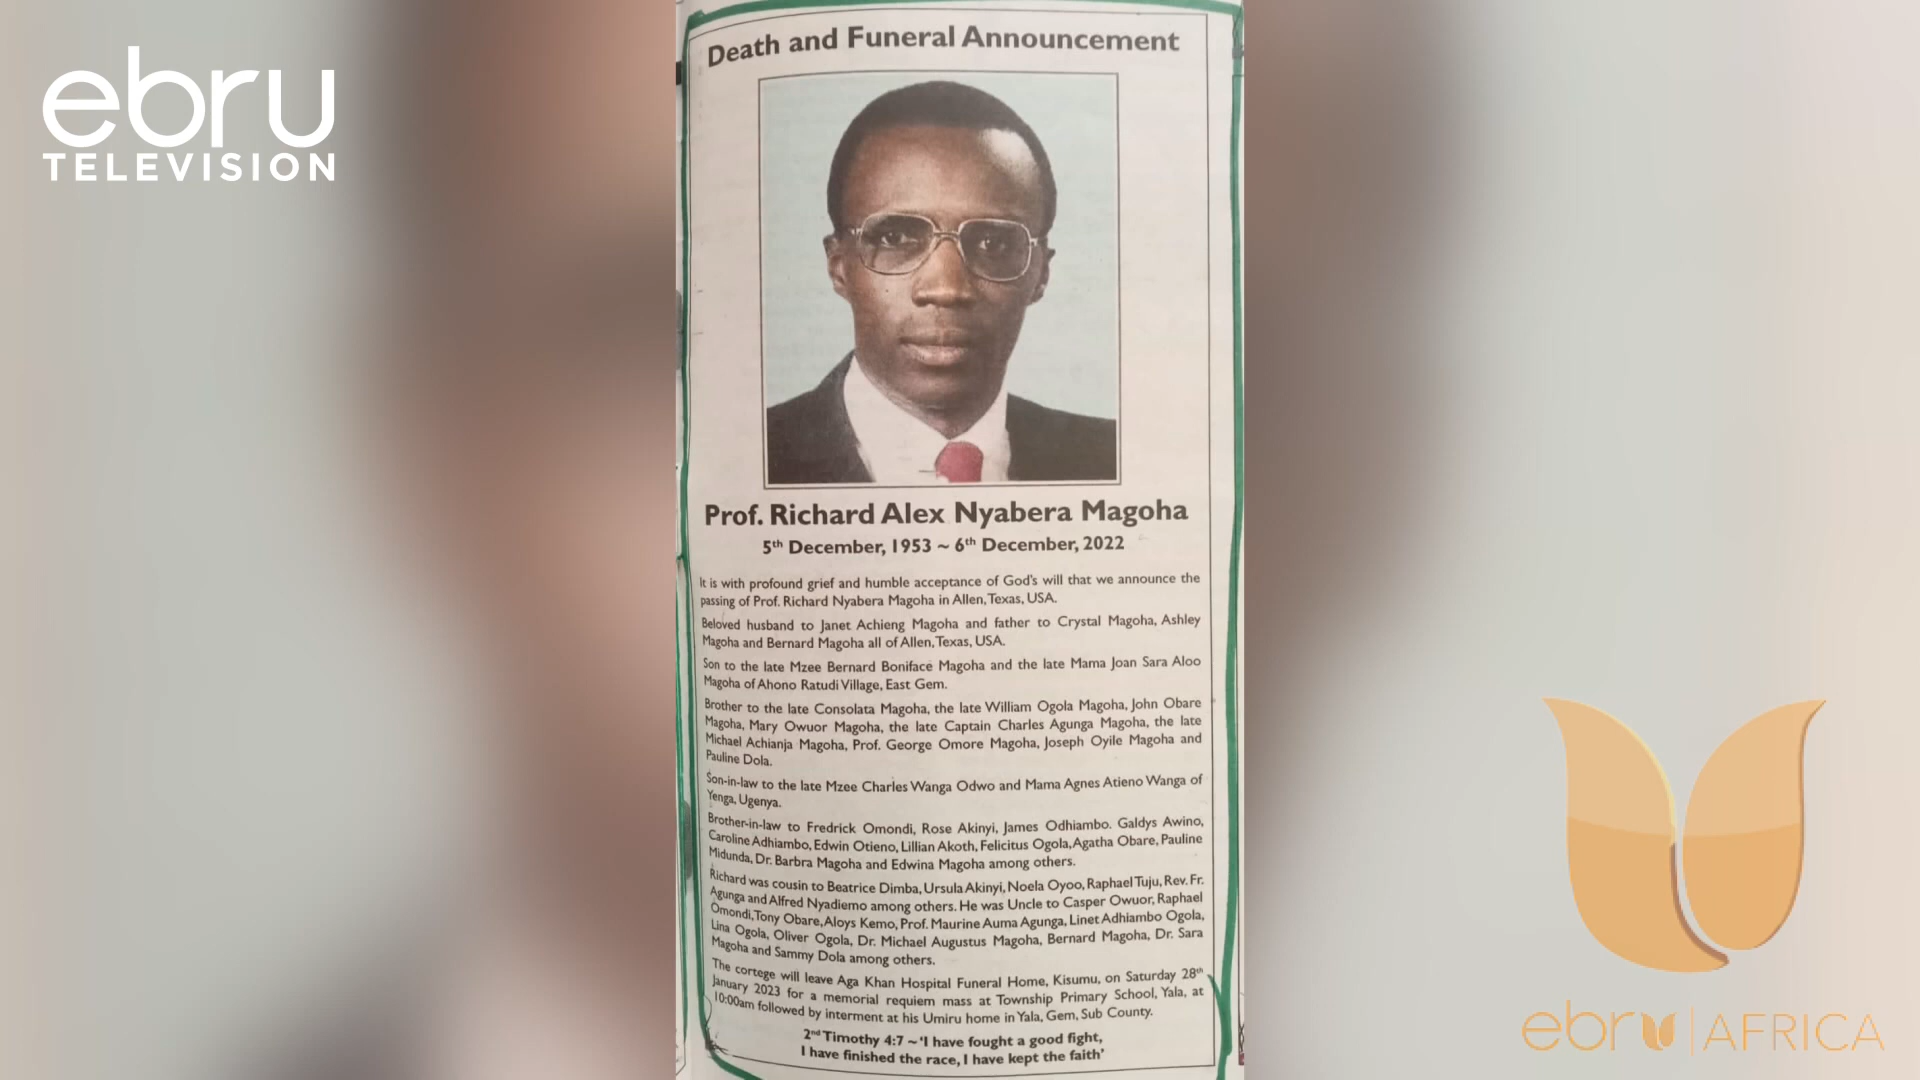 ebru
TELEVISION
Death and Funeral Announcement
Prof. Richard Alex Nyabera Magoha
5th December, 1953 ~ 6th December, 2022
It is with profound grief and humble acceptance of God's will that we announce the
passing of Prof. Richard Nyabera Magoha in Allen, Texas, USA.
Beloved husband to Janet Achieng Magoha and father to Crystal Magoha, Ashley
Magoha and Bernard Magoha all of Allen, Texas, USA.
Son to the late Mzee Bernard Boniface Magoha and the late Mama Joan Sara Aloo
Magoha of Ahono Ratudi Village, East Gem.
Brother to the late Consolata Magoha, the late William Ogola Magoha, John Obare
Magoha, Mary Owuor Magoha, the late Captain Charles Agunga Magoha, the late
Michael Achianja Magoha, Prof. George Omore Magoha, Joseph Oyile Magoha and
Pauline Dola.
Son-in-law to the late Mzee Charles Wanga Odwo and Mama Agnes Atieno Wanga of
Yenga, Ugenya.
Brother-in-law to Fredrick Omondi, Rose Akinyi, James Odhiambo. Galdys Awino,
Caroline Adhiambo, Edwin Otieno, Lillian Akoth, Felicitus Ogola, Agatha Obare, Pauline
Midunda, Dr. Barbra Magoha and Edwina Magoha among others.
Richard was cousin to Beatrice Dimba, Ursula Akinyi, Noela Oyoo, Raphael Tuju, Rev. Fr.
Agunga and Alfred Nyadiemo among others. He was Uncle to Casper Owuor, Raphael
Omondi, Tony Obare, Aloys Kemo, Prof. Maurine Auma Agunga, Linet Adhiambo Ogola,
Lina Ogola, Oliver Ogola, Dr. Michael Augustus Magoha, Bernard Magoha, Dr. Sara
Magoha and Sammy Dola among others.
The cortege will leave Aga Khan Hospital Funeral Home, Kisumu, on Saturday 28th
January 2023 for a memorial requiem mass at Township Primary School, Yala, at
10:00am followed by interment at his Umiru home in Yala, Gem, Sub County.
2nd Timothy 4:7 ~ 'I have fought a good fight,
I have finished the race, I have kept the faith'
ebru | AFRICA